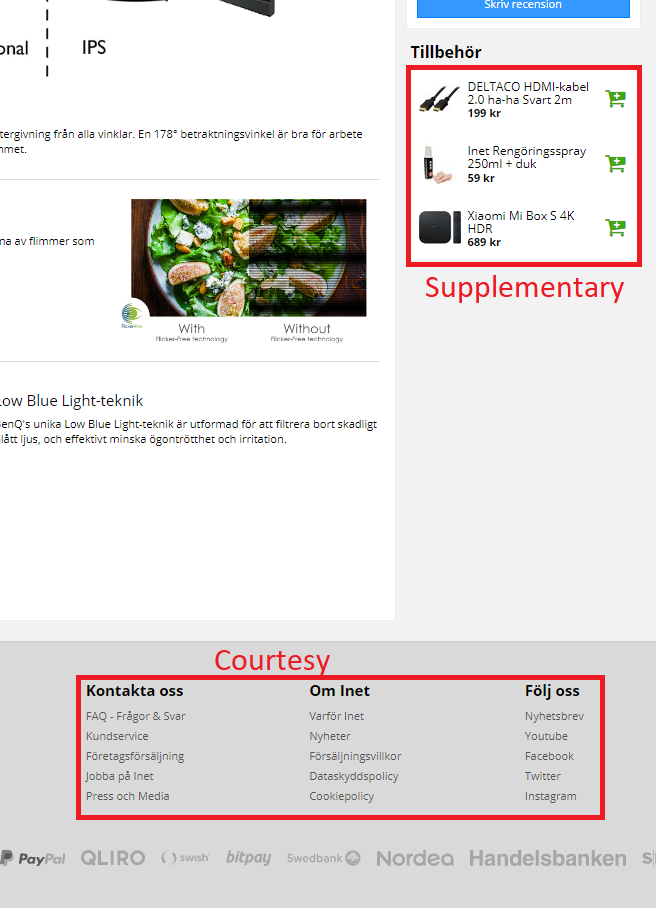 onal
IPS
tergivning från alla vinklar. En 178° betraktningsvinkel är bra för arbete
mmet.
na av flimmer som
Flicker-free
With
Flicker-Free technology
Without
Flicker-Free technology
Low Blue Light-teknik
BenQ's unika Low Blue Light-teknik är utformad för att filtrera bort skadligt
blått ljus, och effektivt minska ögontrötthet och irritation.
Skriv recension
Tillbehör
DELTACO HDMI-kabel
2.0 ha-ha Svart 2m
199 kr
Inet Rengöringsspray
250ml + duk
59 kr
Xiaomi Mi Box S 4K
HDR
689 kr
Supplementary
Courtesy
Kontakta oss
FAQ - Frågor & Svar
Kundservice
Företagsförsäljning
Jobba på Inet
Press och Media
Om Inet
Varför Inet
Nyheter
Försäljningsvillkor
Dataskyddspolicy
Cookiepolicy
Följ oss
Nyhetsbrev
Youtube
Facebook
Twitter
Instagram
PayPal QLIRO swish bitpay Swedbank Nordea Handelsbanken